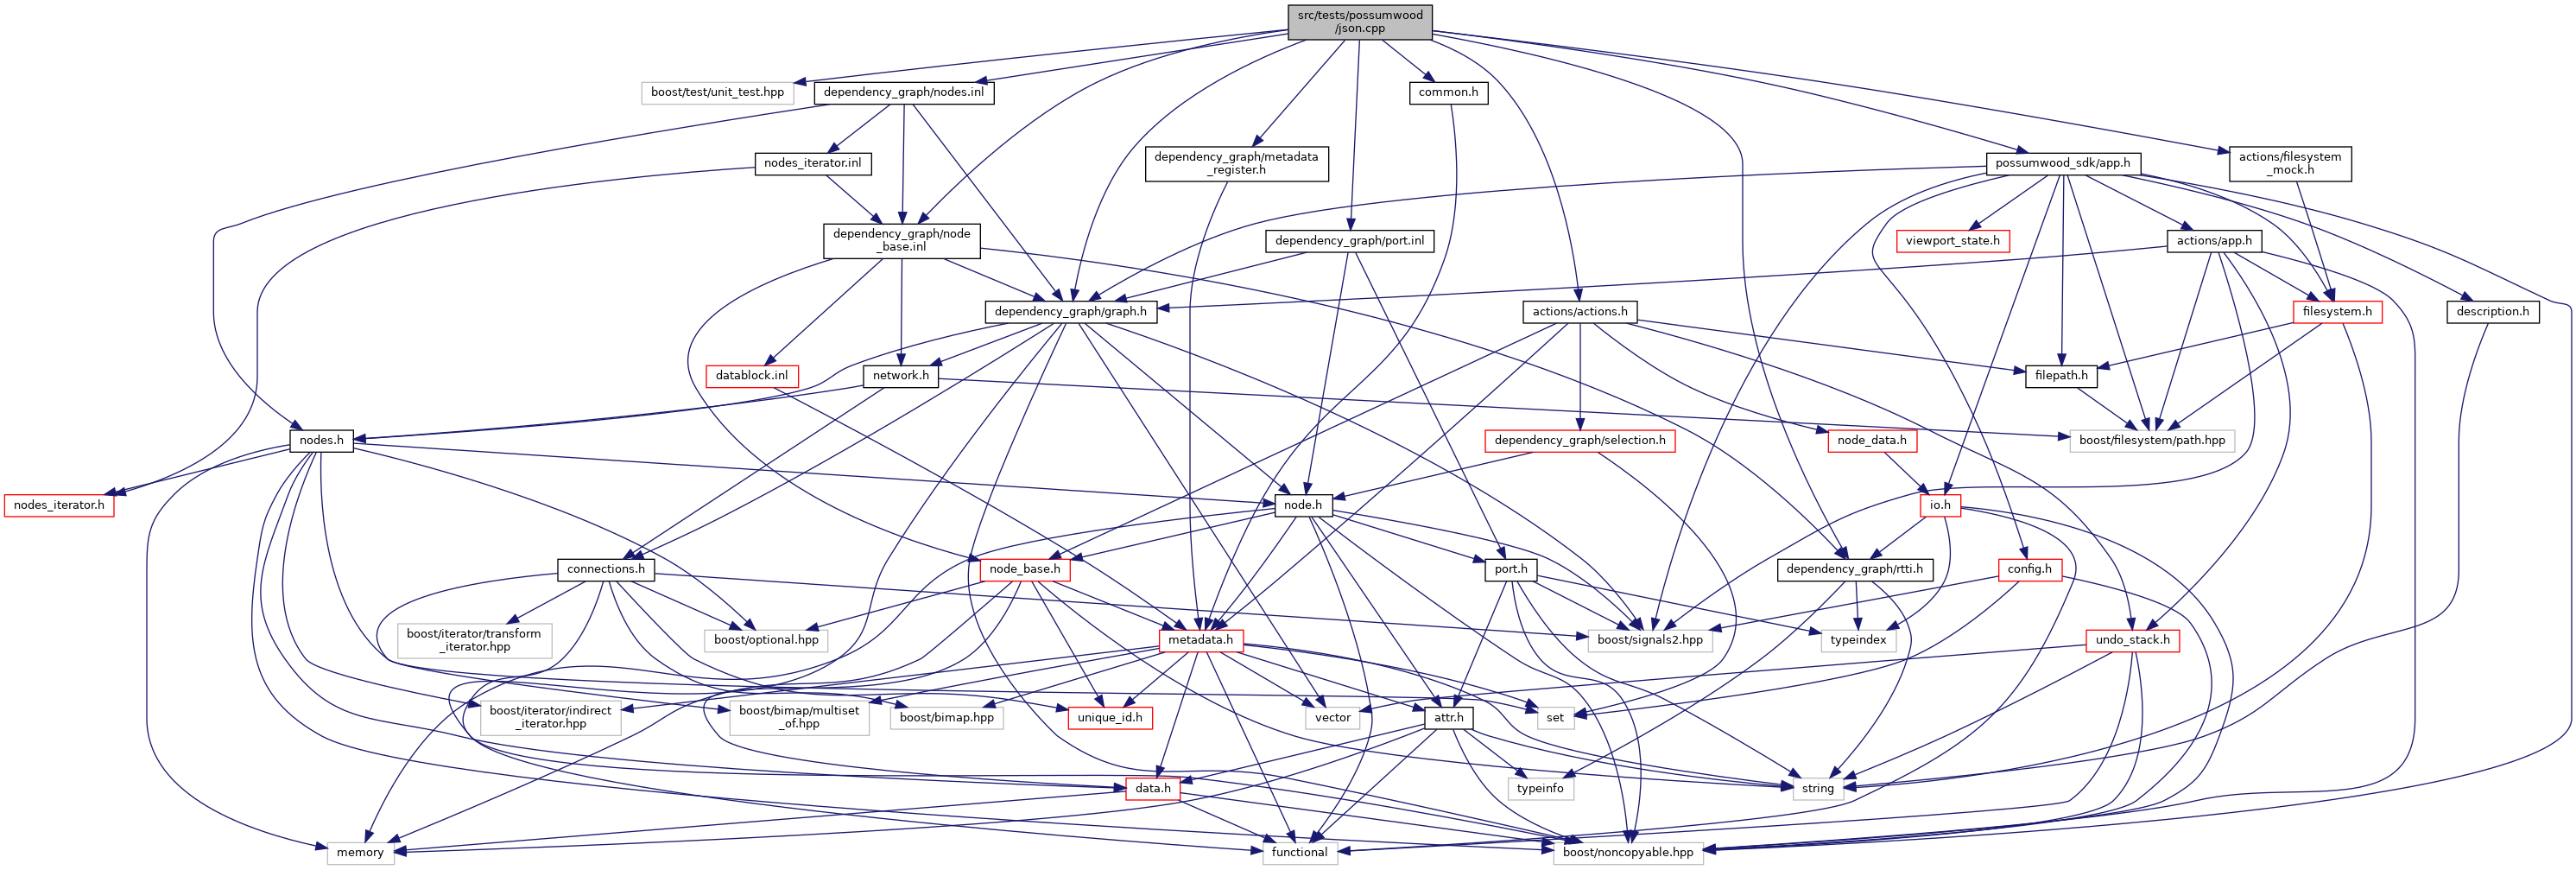 src/tests/possumwood
/json.cpp
boost/test/unit_test.hpp
dependency_graph/nodes.inl
common.h
nodes_iterator.inl
dependency_graph/metadata
_register.h
possumwood_sdk/app.h
actions/filesystem
_mock.h
dependency_graph/node
_base.inl
dependency_graph/port.inl
viewport_state.h
actions/app.h
dependency_graph/graph.h
actions/actions.h
filesystem.h
description.h
datablock.inl
network.h
filepath.h
nodes.h
dependency_graph/selection.h
node_data.h
boost/filesystem/path.hpp
nodes_iterator.h
node.h
io.h
connections.h
node_base.h
port.h
dependency_graph/rtti.h
config.h
boost/iterator/transform
_iterator.hpp
boost/optional.hpp
metadata.h
boost/signals2.hpp
typeindex
undo_stack.h
boost/iterator/indirect
_iterator.hpp
boost/bimap/multiset
_of.hpp
boost/bimap.hpp
unique_id.h
vector
attr.h
set
data.h
typeinfo
string
memory
functional
boost/noncopyable.hpp